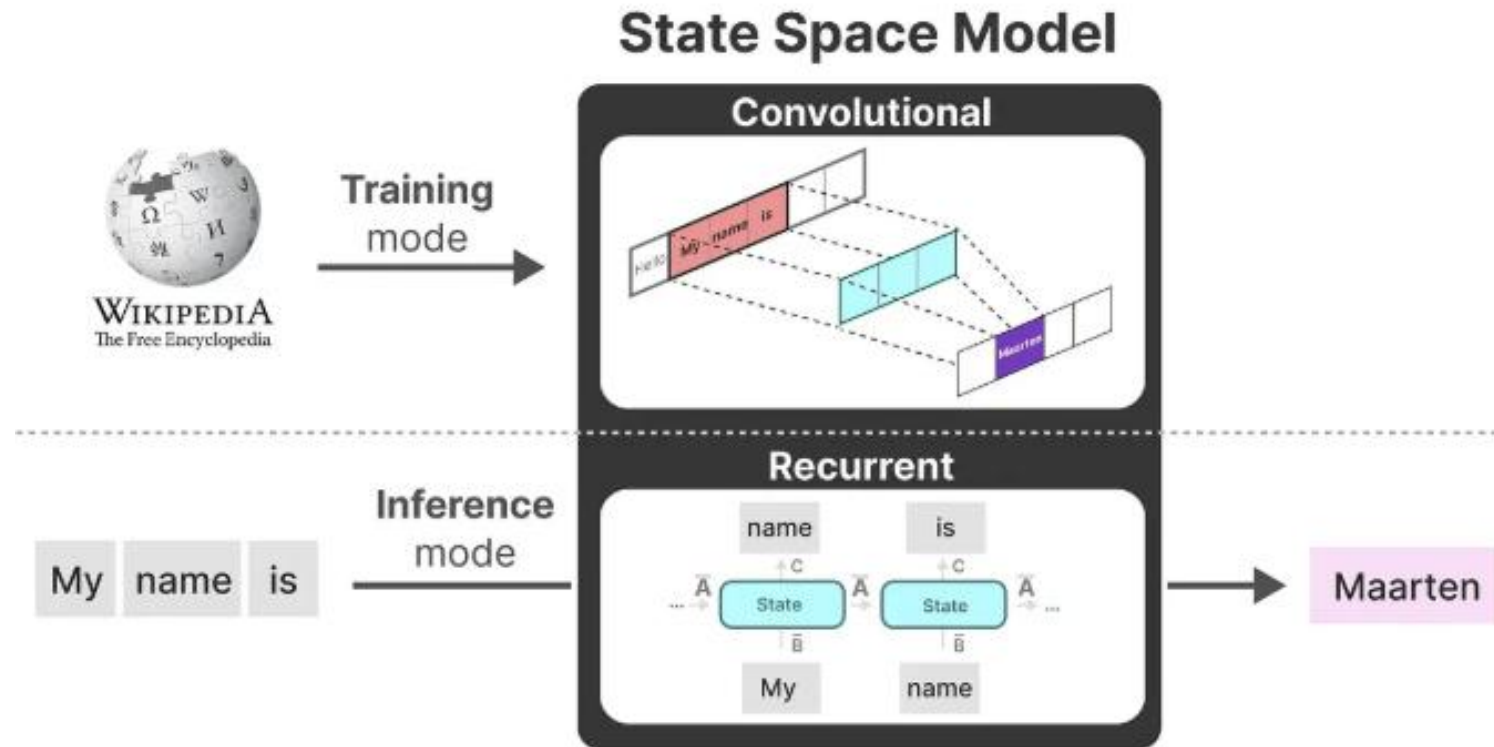 State Space Model
Convolutional
Training
mode
Hello My name is
Maarten
Ω W И
7
WIKIPEDIA
The Free Encyclopedia
Recurrent
Inference
mode
My name is
name is
C C
... A̅ State A̅ State A̅ ...
B̅ B̅
My name
Maarten